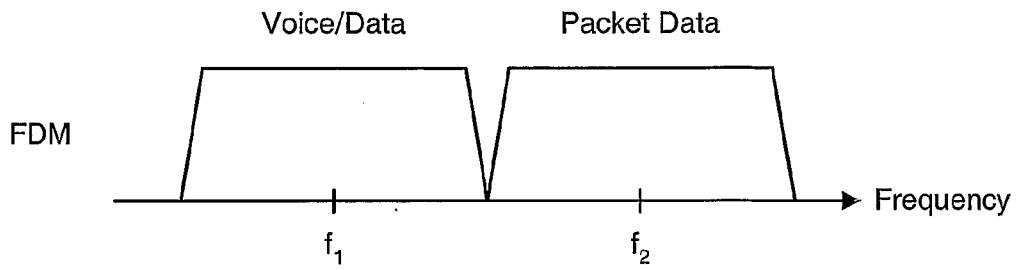 Voice/Data Packet Data
FDM
Frequency
f₁ f₂